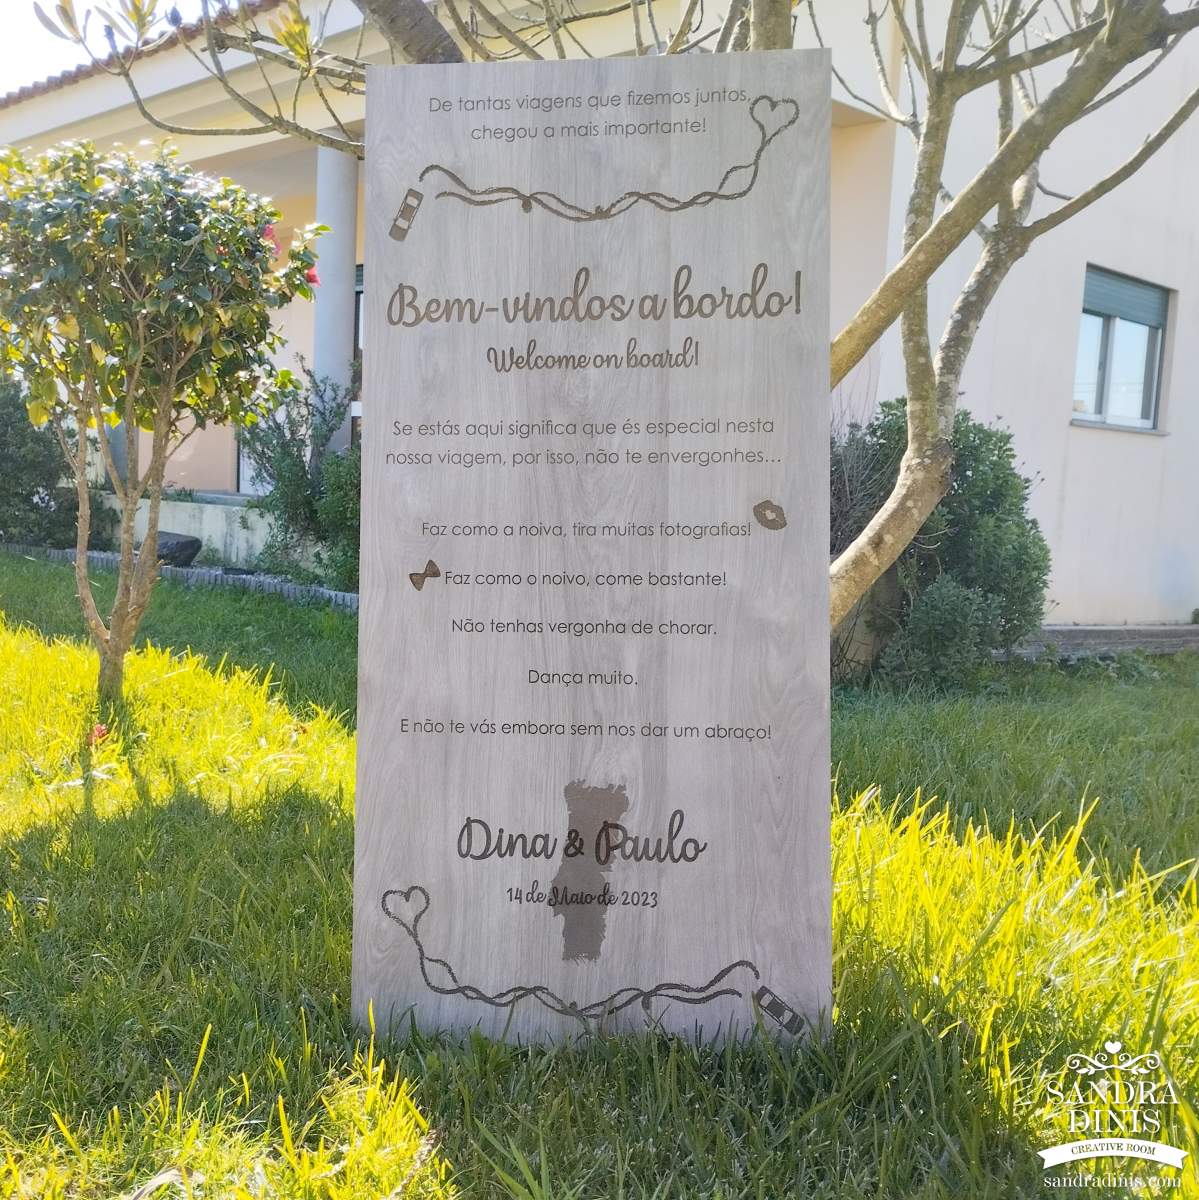 De tantas viagens que fizemos juntos,
chegou a mais importante!
Bem-vindos a bordo!
Welcome on board!
Se estás aqui significa que és especial nesta
nossa viagem, por isso, não te envergonhes...
Faz como a noiva, tira muitas fotografias!
Faz como o noivo, come bastante!
Não tenhas vergonha de chorar.
Dança muito.
E não te vás embora sem nos dar um abraço!
Dina & Paulo
14 de Maio de 2023
SANDRA
DINIS
CREATIVE ROOM
sandradinis.com